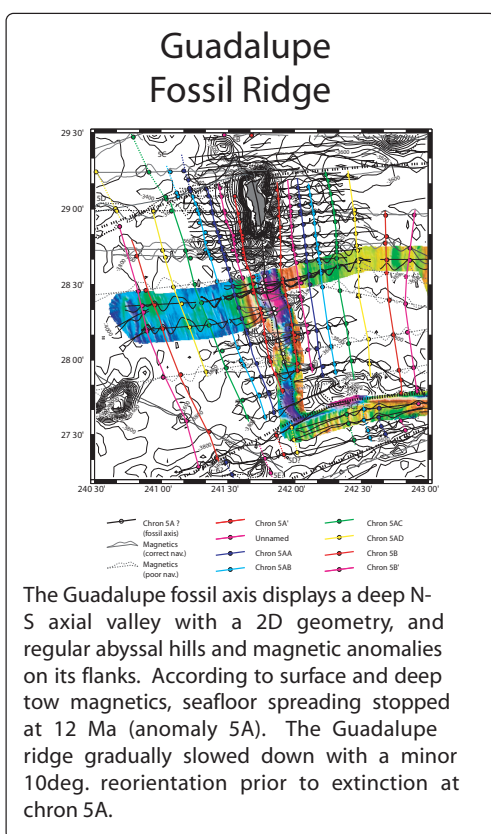 Guadalupe
Fossil Ridge
29 30'
29 00'
28 30'
28 00'
27 30'
240 30'
241 00'
241 30'
242 00'
242 30'
243 00'
Chron 5A ?
(fossil axis)
Magnetics
(correct nav.)
Magnetics
(poor nav.)
Chron 5A'
Unnamed
Chron 5AA
Chron 5AB
Chron 5AC
Chron 5AD
Chron 5B
Chron 5B'
The Guadalupe fossil axis displays a deep N-
S axial valley with a 2D geometry, and
regular abyssal hills and magnetic anomalies
on its flanks. According to surface and deep
tow magnetics, seafloor spreading stopped
at 12 Ma (anomaly 5A). The Guadalupe
ridge gradually slowed down with a minor
10deg. reorientation prior to extinction at
chron 5A.